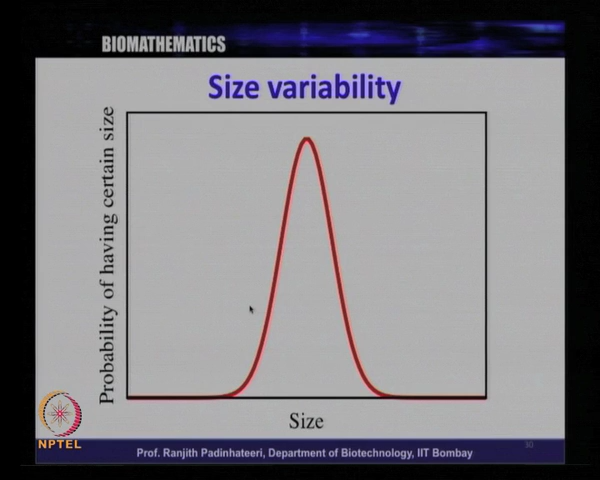 BIOMATHEMATICS
Size variability
Probability of having certain size
Size
NPTEL
Prof. Ranjith Padinhateeri, Department of Biotechnology, IIT Bombay